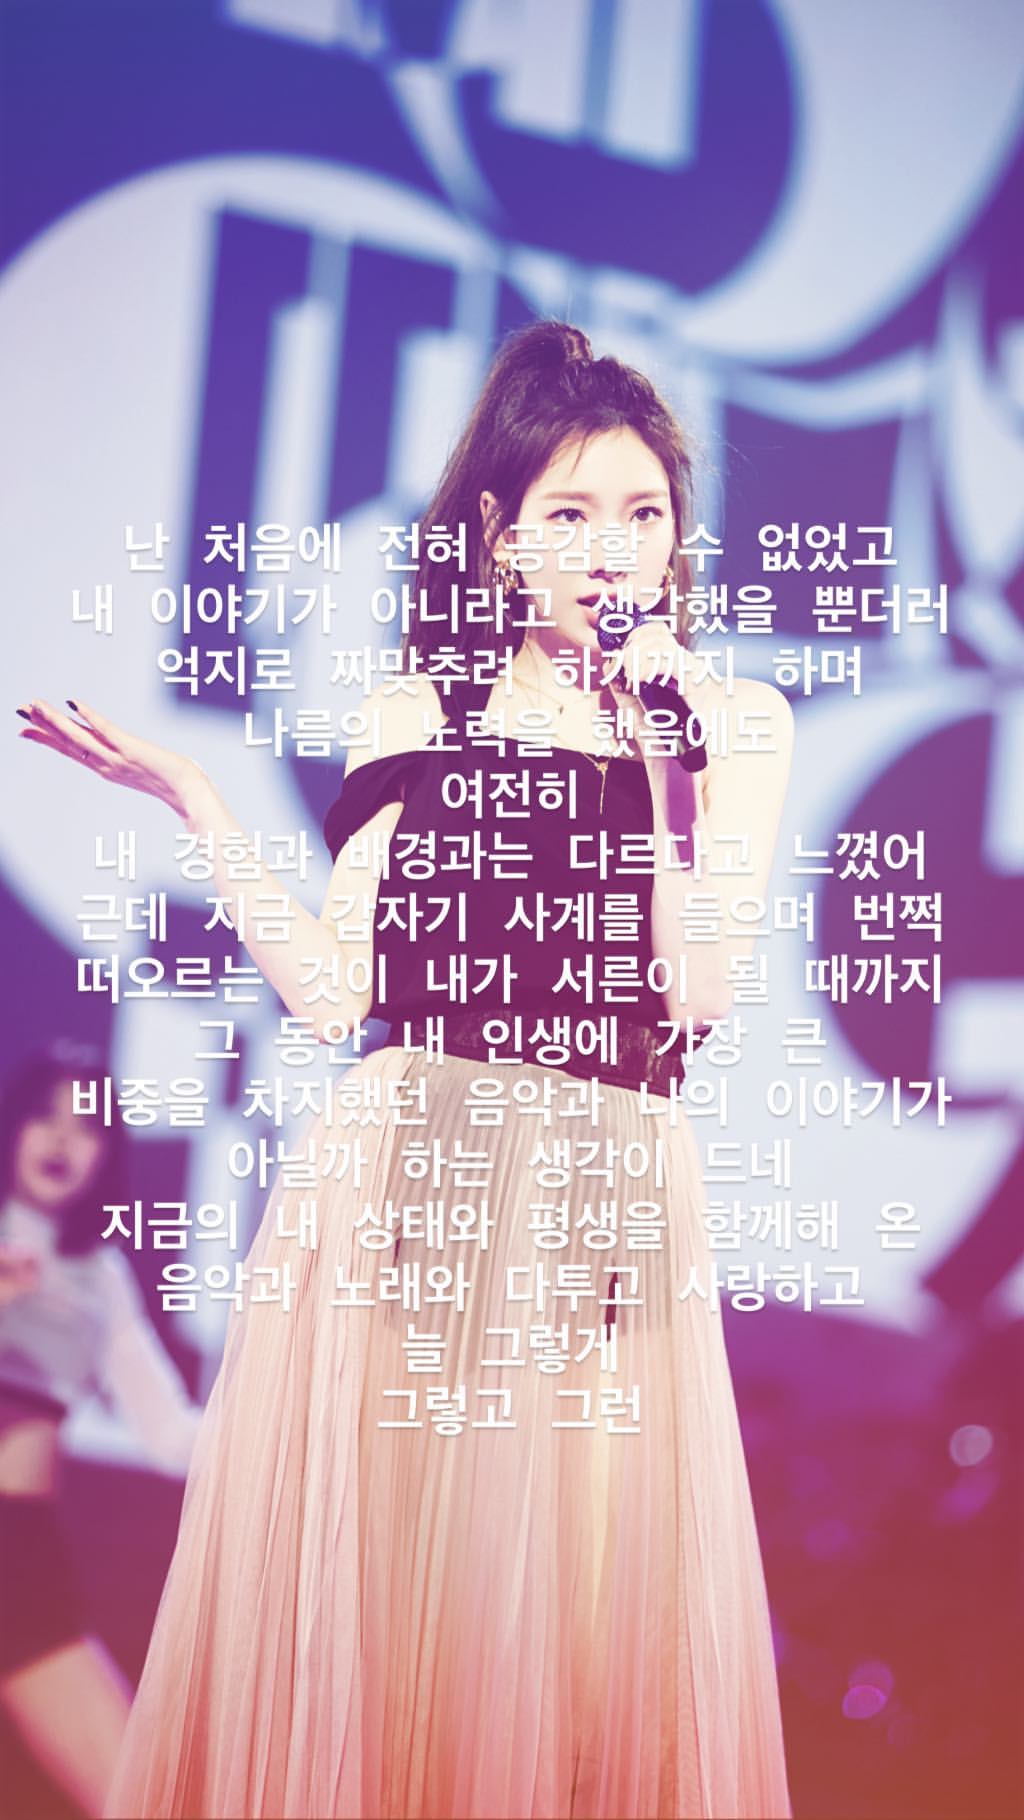 난 처음에 전혀 공감할 수 없었고
내 이야기가 아니라고 생각했을 뿐더러
억지로 짜맞추려 하기까지 하며
나름의 노력을 했음에도
여전히
내 경험과 배경과는 다르다고 느꼈어
근데 지금 갑자기 사계를 들으며 번쩍
떠오르는 것이 내가 서른이 될 때까지
그 동안 내 인생에 가장 큰
비중을 차지했던 음악과 나의 이야기가
아닐까 하는 생각이 드네
지금의 내 상태와 평생을 함께해 온
음악과 노래와 다투고 사랑하고
늘 그렇게
그렇고 그런